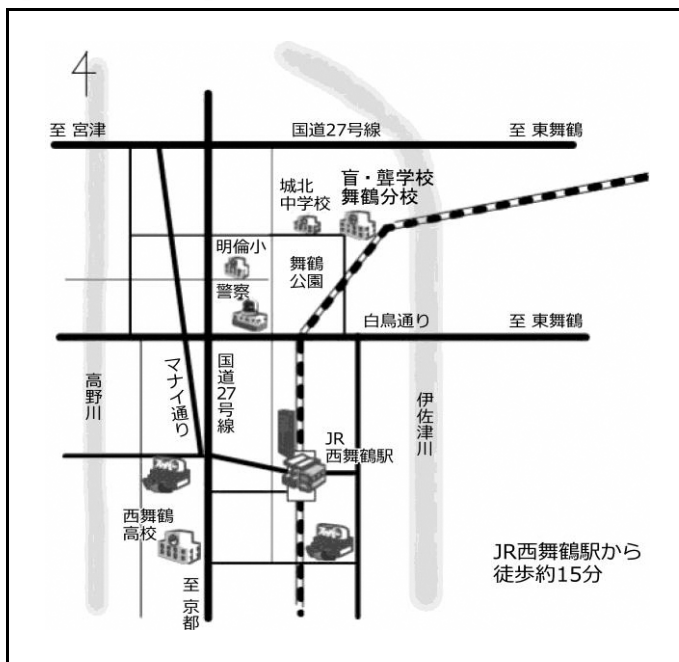 4
至 宮津
国道27号線
至 東舞鶴
盲・聾学校
舞鶴分校
城北
中学校
明倫小
舞鶴
公園
警察
白鳥通り
至 東舞鶴
高野川
マナイ通り
国道27号線
伊佐津川
JR
西舞鶴駅
西舞鶴
高校
JR西舞鶴駅から
徒歩約15分
至 京都